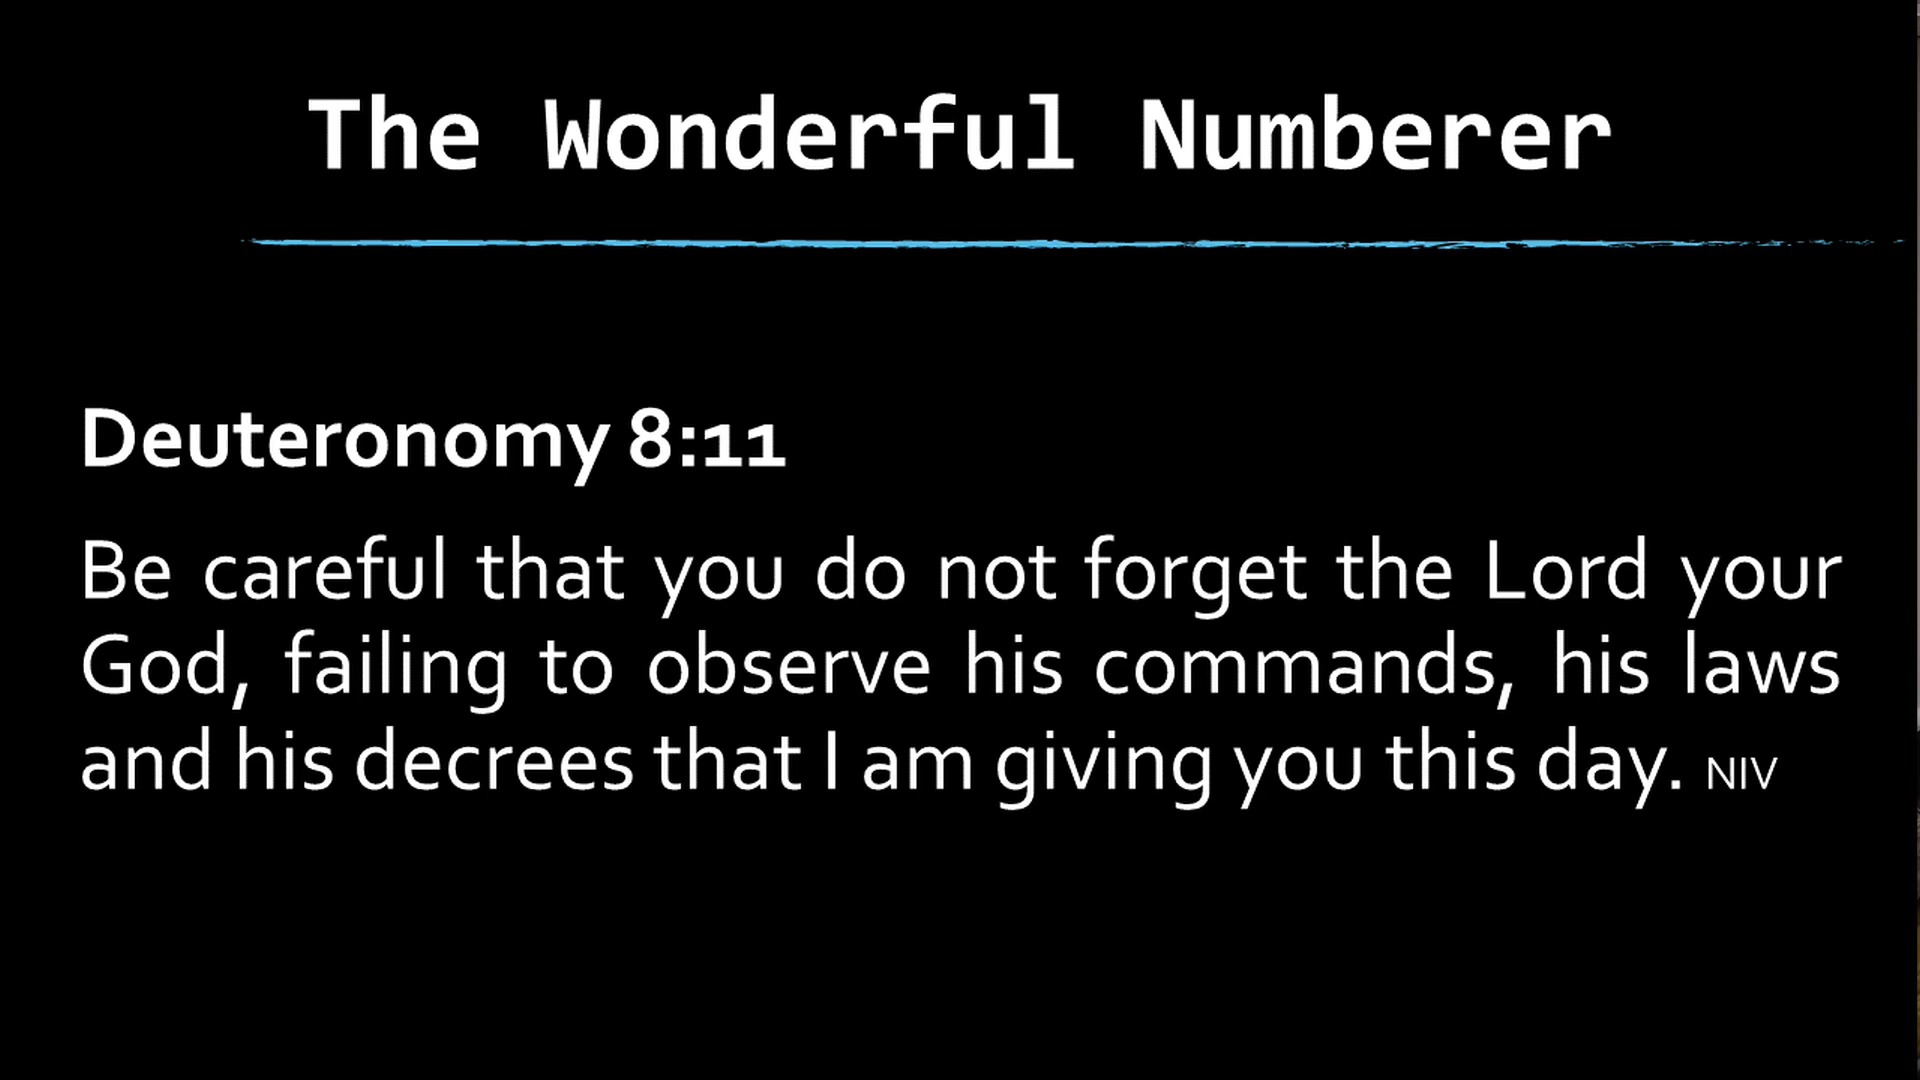 The Wonderful Numberer
Deuteronomy 8:11
Be careful that you do not forget the Lord your
God, failing to observe his commands, his laws
and his decrees that I am giving you this day. NIV